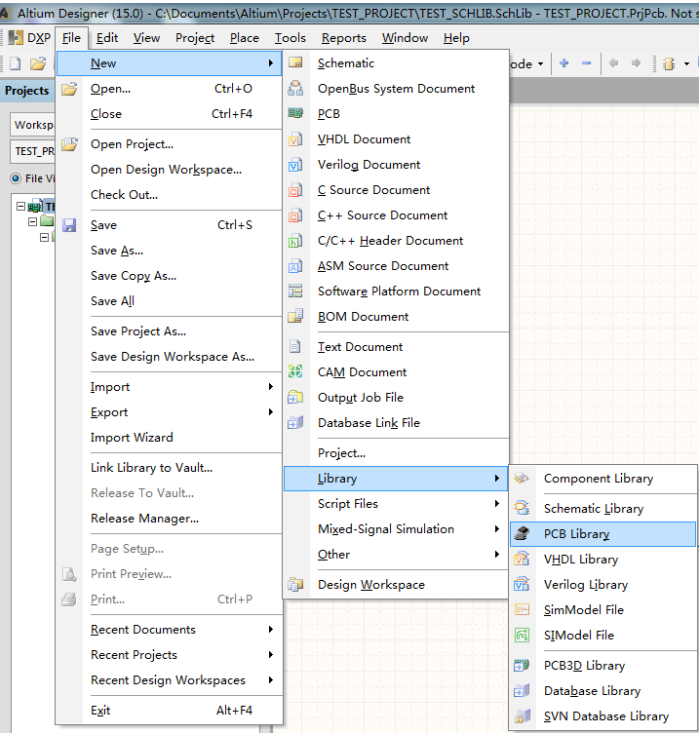 Altium Designer (15.0) - C:\Documents\Altium\Projects\TEST_PROJECT\TEST_SCHLIB.SchLib - TEST_PROJECT.PrjPcb. Not s
DXP File Edit View Project Place Tools Reports Window Help
ode
Projects
Worksp
TEST_PR
File Vi
New
Open... Ctrl+O
Close Ctrl+F4
Open Project...
Open Design Workspace...
Check Out...
Save Ctrl+S
Save As...
Save Copy As...
Save All
Save Project As...
Save Design Workspace As...
Import
Export
Import Wizard
Link Library to Vault...
Release To Vault...
Release Manager...
Page Setup...
Print Preview...
Print... Ctrl+P
Recent Documents
Recent Projects
Recent Design Workspaces
Exit Alt+F4
Schematic
OpenBus System Document
PCB
VHDL Document
Verilog Document
C Source Document
C++ Source Document
C/C++ Header Document
ASM Source Document
Software Platform Document
BOM Document
Text Document
CAM Document
Output Job File
Database Link File
Project...
Library
Script Files
Mixed-Signal Simulation
Other
Design Workspace
Component Library
Schematic Library
PCB Library
VHDL Library
Verilog Library
SimModel File
SIModel File
PCB3D Library
Database Library
SVN Database Library